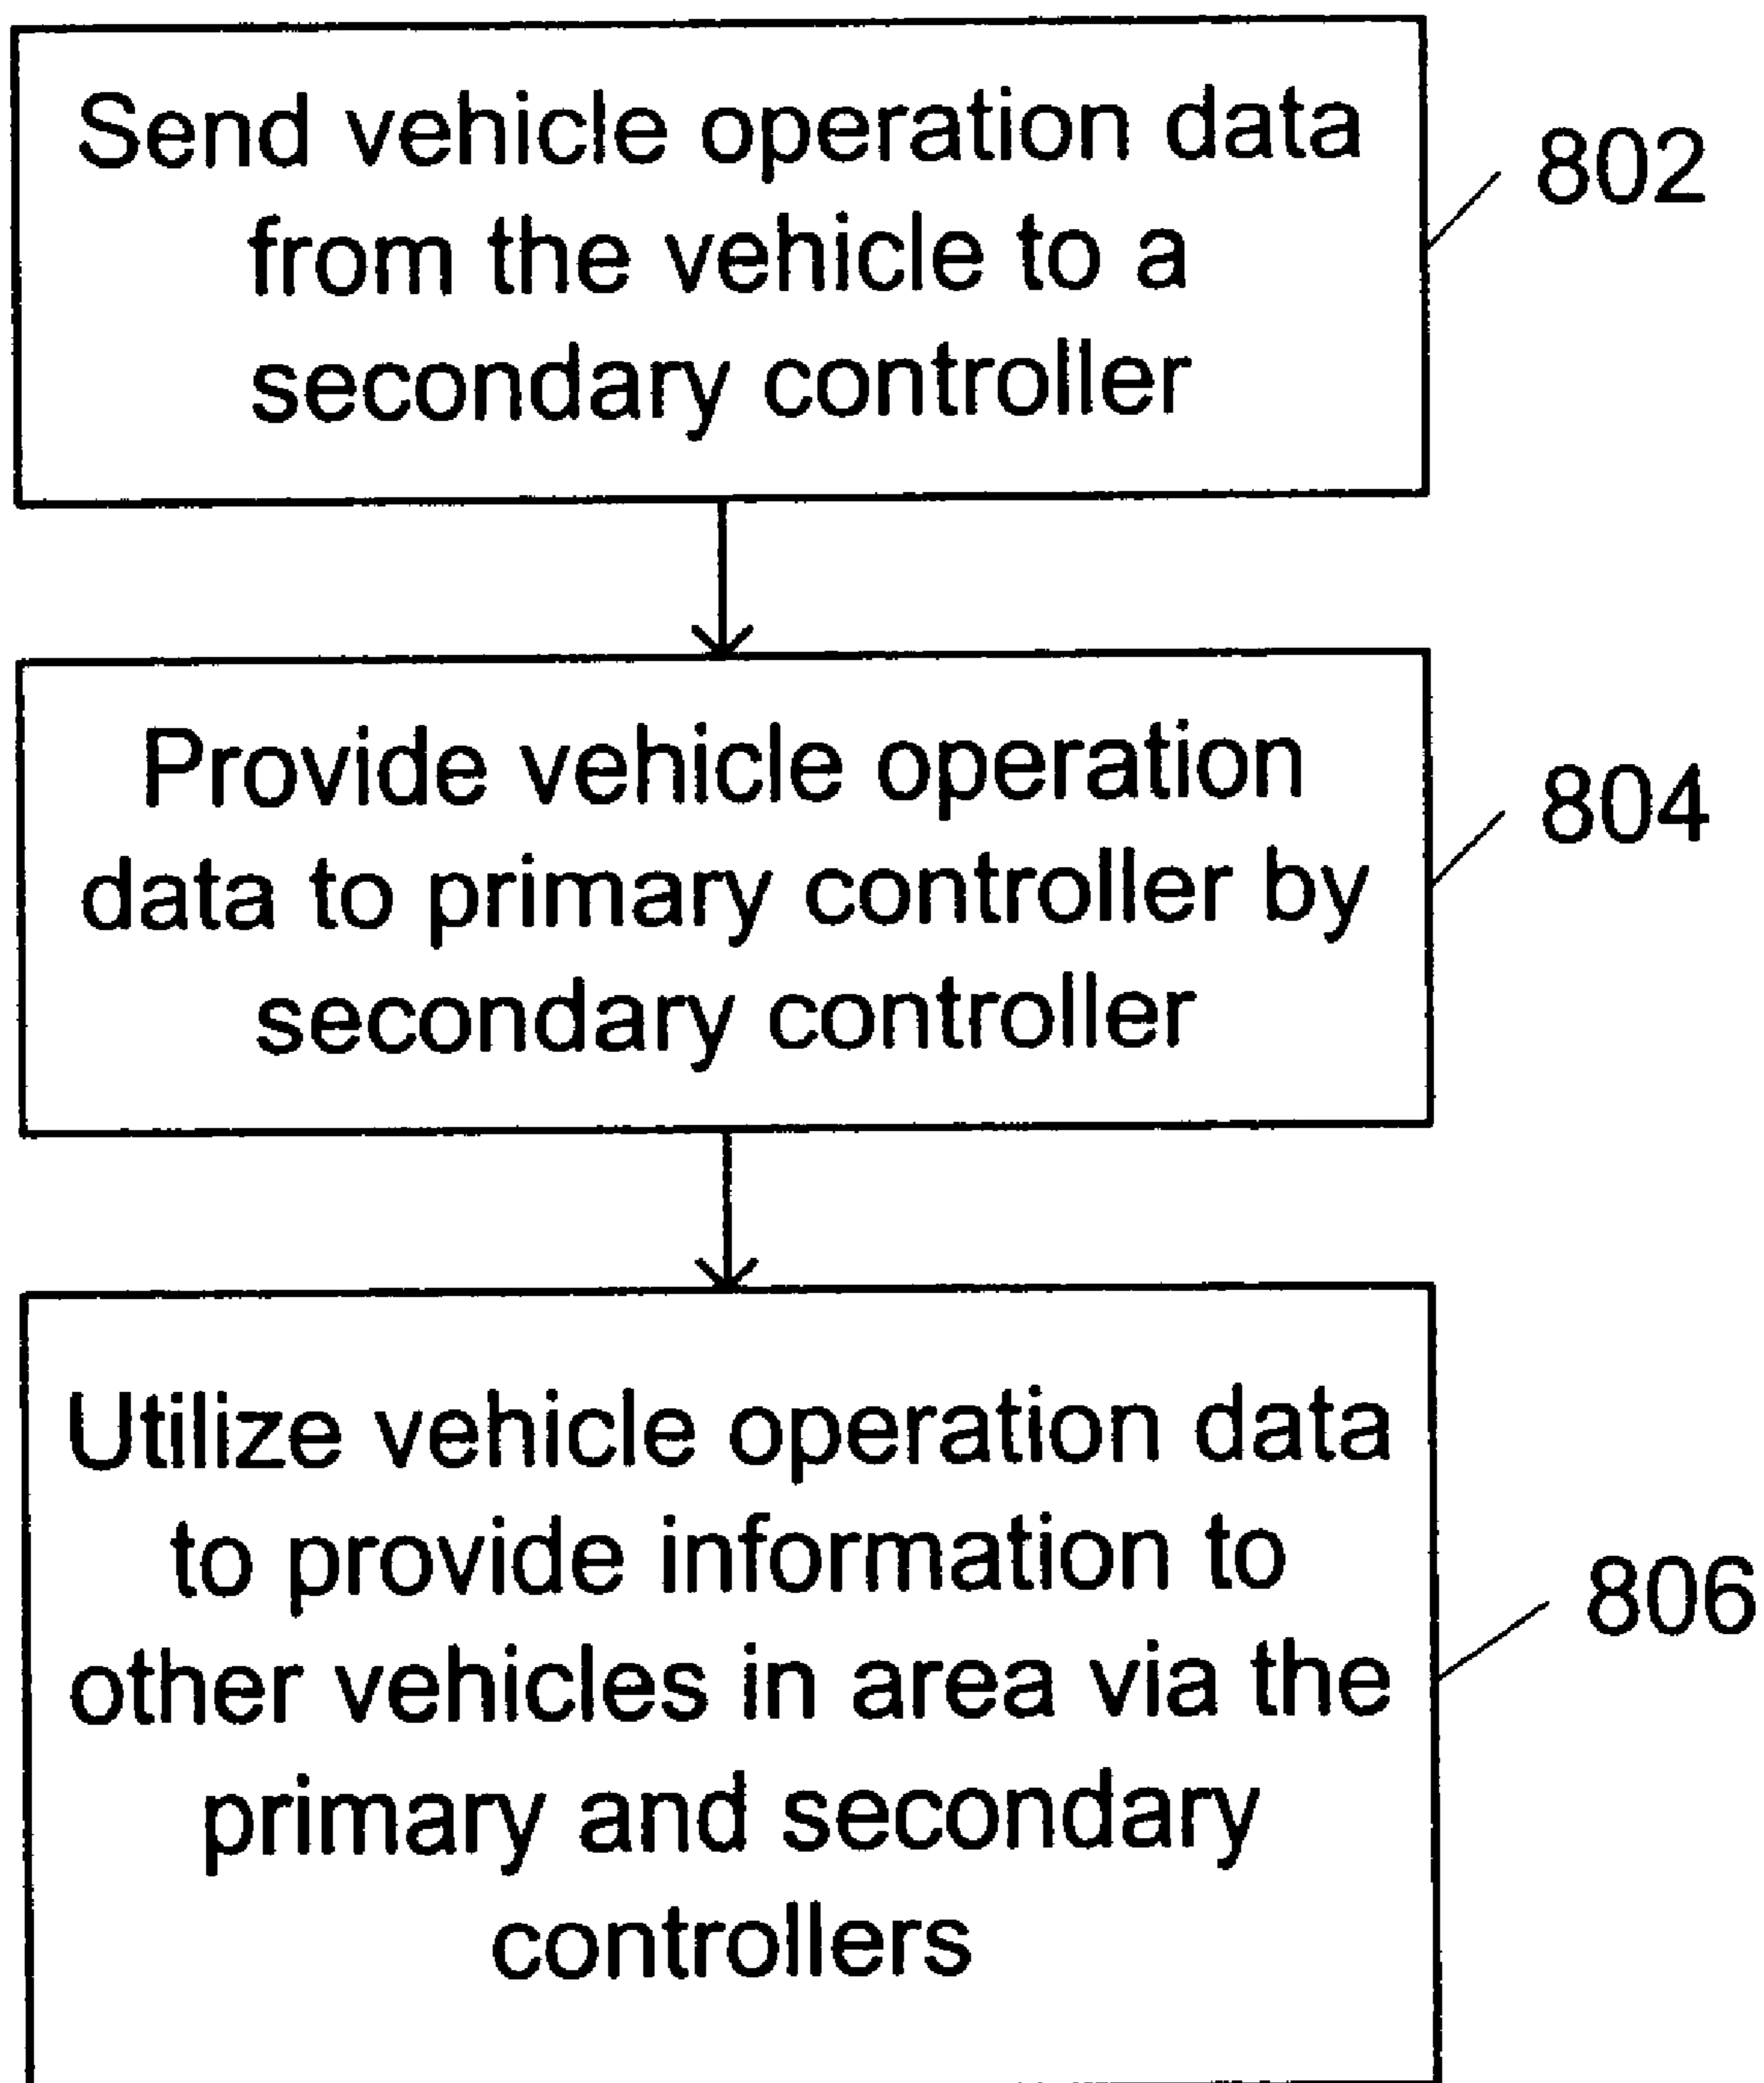 Send vehicle operation data
from the vehicle to a
secondary controller
802
Provide vehicle operation
data to primary controller by
secondary controller
804
Utilize vehicle operation data
to provide information to
other vehicles in area via the
primary and secondary
controllers
806